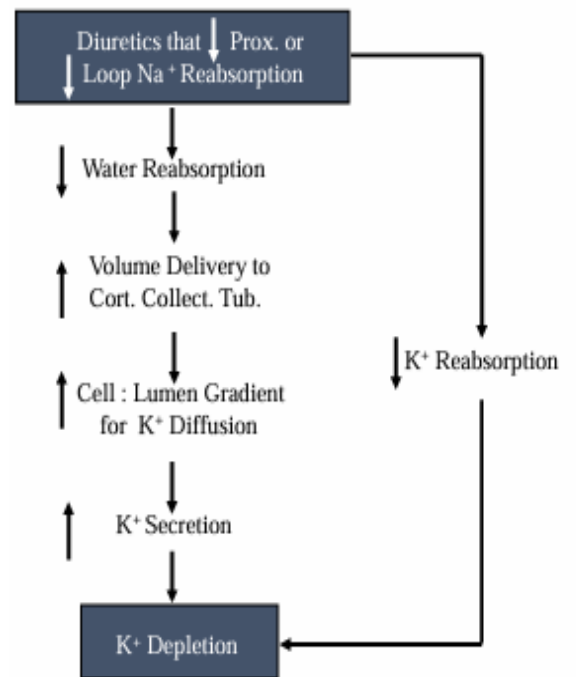 Diuretics that Prox. or
Loop Na⁺ Reabsorption
Water Reabsorption
Volume Delivery to
Cort. Collect. Tub.
Cell : Lumen Gradient
for K⁺ Diffusion
K⁺ Secretion
K⁺ Depletion
K⁺ Reabsorption